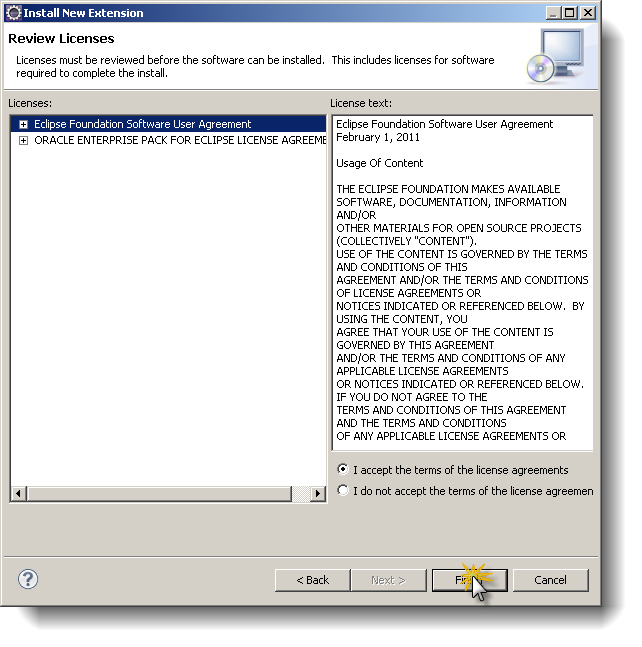 Install New Extension
Review Licenses
Licenses must be reviewed before the software can be installed. This includes licenses for software
required to complete the install.
Licenses:
Eclipse Foundation Software User Agreement
ORACLE ENTERPRISE PACK FOR ECLIPSE LICENSE AGREEME
License text:
Eclipse Foundation Software User Agreement
February 1, 2011
Usage Of Content
THE ECLIPSE FOUNDATION MAKES AVAILABLE
SOFTWARE, DOCUMENTATION, INFORMATION
AND/OR
OTHER MATERIALS FOR OPEN SOURCE PROJECTS
(COLLECTIVELY "CONTENT").
USE OF THE CONTENT IS GOVERNED BY THE TERMS
AND CONDITIONS OF THIS
AGREEMENT AND/OR THE TERMS AND CONDITIONS
OF LICENSE AGREEMENTS OR
NOTICES INDICATED OR REFERENCED BELOW. BY
USING THE CONTENT, YOU
AGREE THAT YOUR USE OF THE CONTENT IS
GOVERNED BY THIS AGREEMENT
AND/OR THE TERMS AND CONDITIONS OF ANY
APPLICABLE LICENSE AGREEMENTS
OR NOTICES INDICATED OR REFERENCED BELOW.
IF YOU DO NOT AGREE TO THE
TERMS AND CONDITIONS OF THIS AGREEMENT
AND THE TERMS AND CONDITIONS
OF ANY APPLICABLE LICENSE AGREEMENTS OR
I accept the terms of the license agreements
I do not accept the terms of the license agreemen
?
< Back
Next >
Cancel